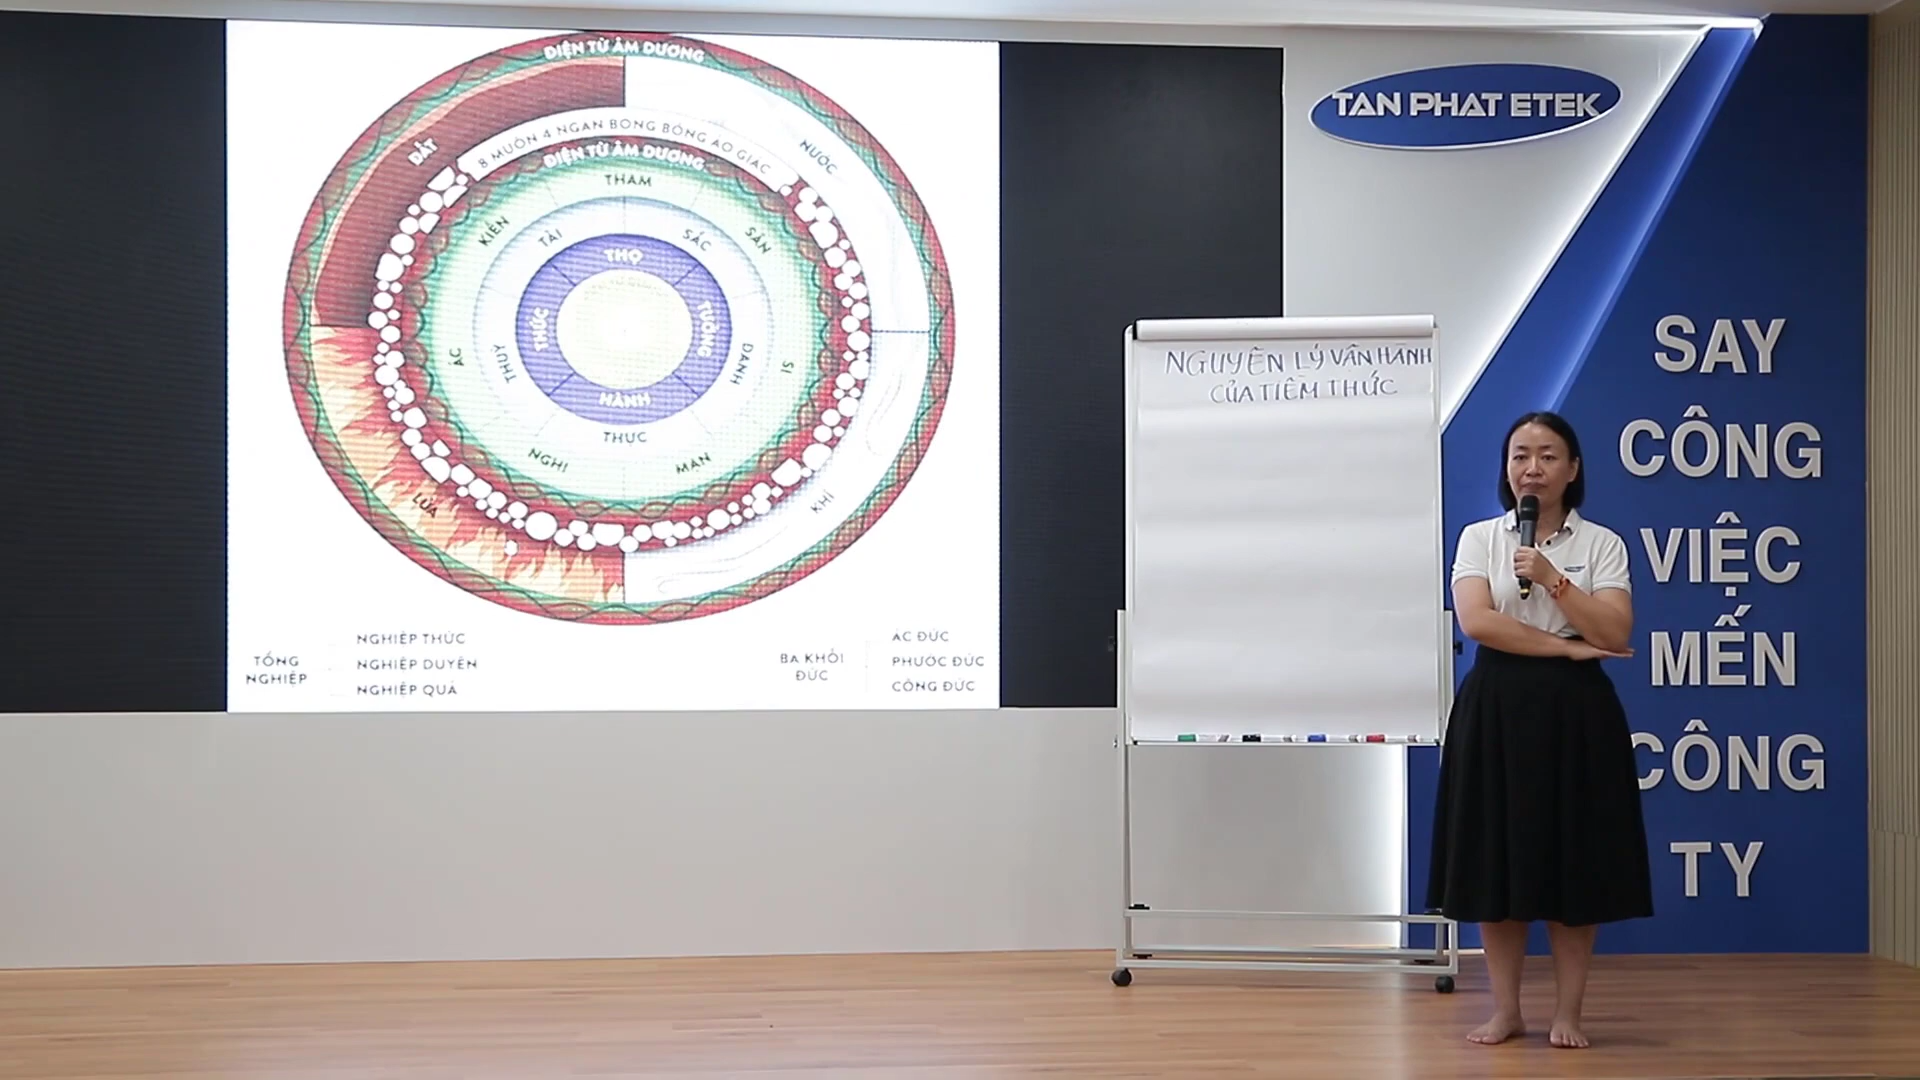 ĐIỆN TỪ ÂM DƯƠNG
ĐẤT
NƯỚC
8 MUÔN 4 NGÀN BONG BÓNG ẢO GIÁC
ĐIỆN TỪ ÂM DƯƠNG
THAM
KIẾN
SÂN
TÀI
SẮC
THỌ
THỨC
TƯỞNG
ÁC
THUỲ
DANH
SI
HÀNH
THỰC
NGHI
MẠN
LỬA
KHÍ
TỔNG
NGHIỆP
NGHIỆP THỨC
NGHIỆP DUYÊN
NGHIỆP QUẢ
BA KHỐI
ĐỨC
ÁC ĐỨC
PHƯỚC ĐỨC
CÔNG ĐỨC
NGUYÊN LÝ VẬN HÀNH
CỦA TIỀM THỨC
TAN PHAT ETEK
SAY
CÔNG
VIỆC
MẾN
CÔNG
TY